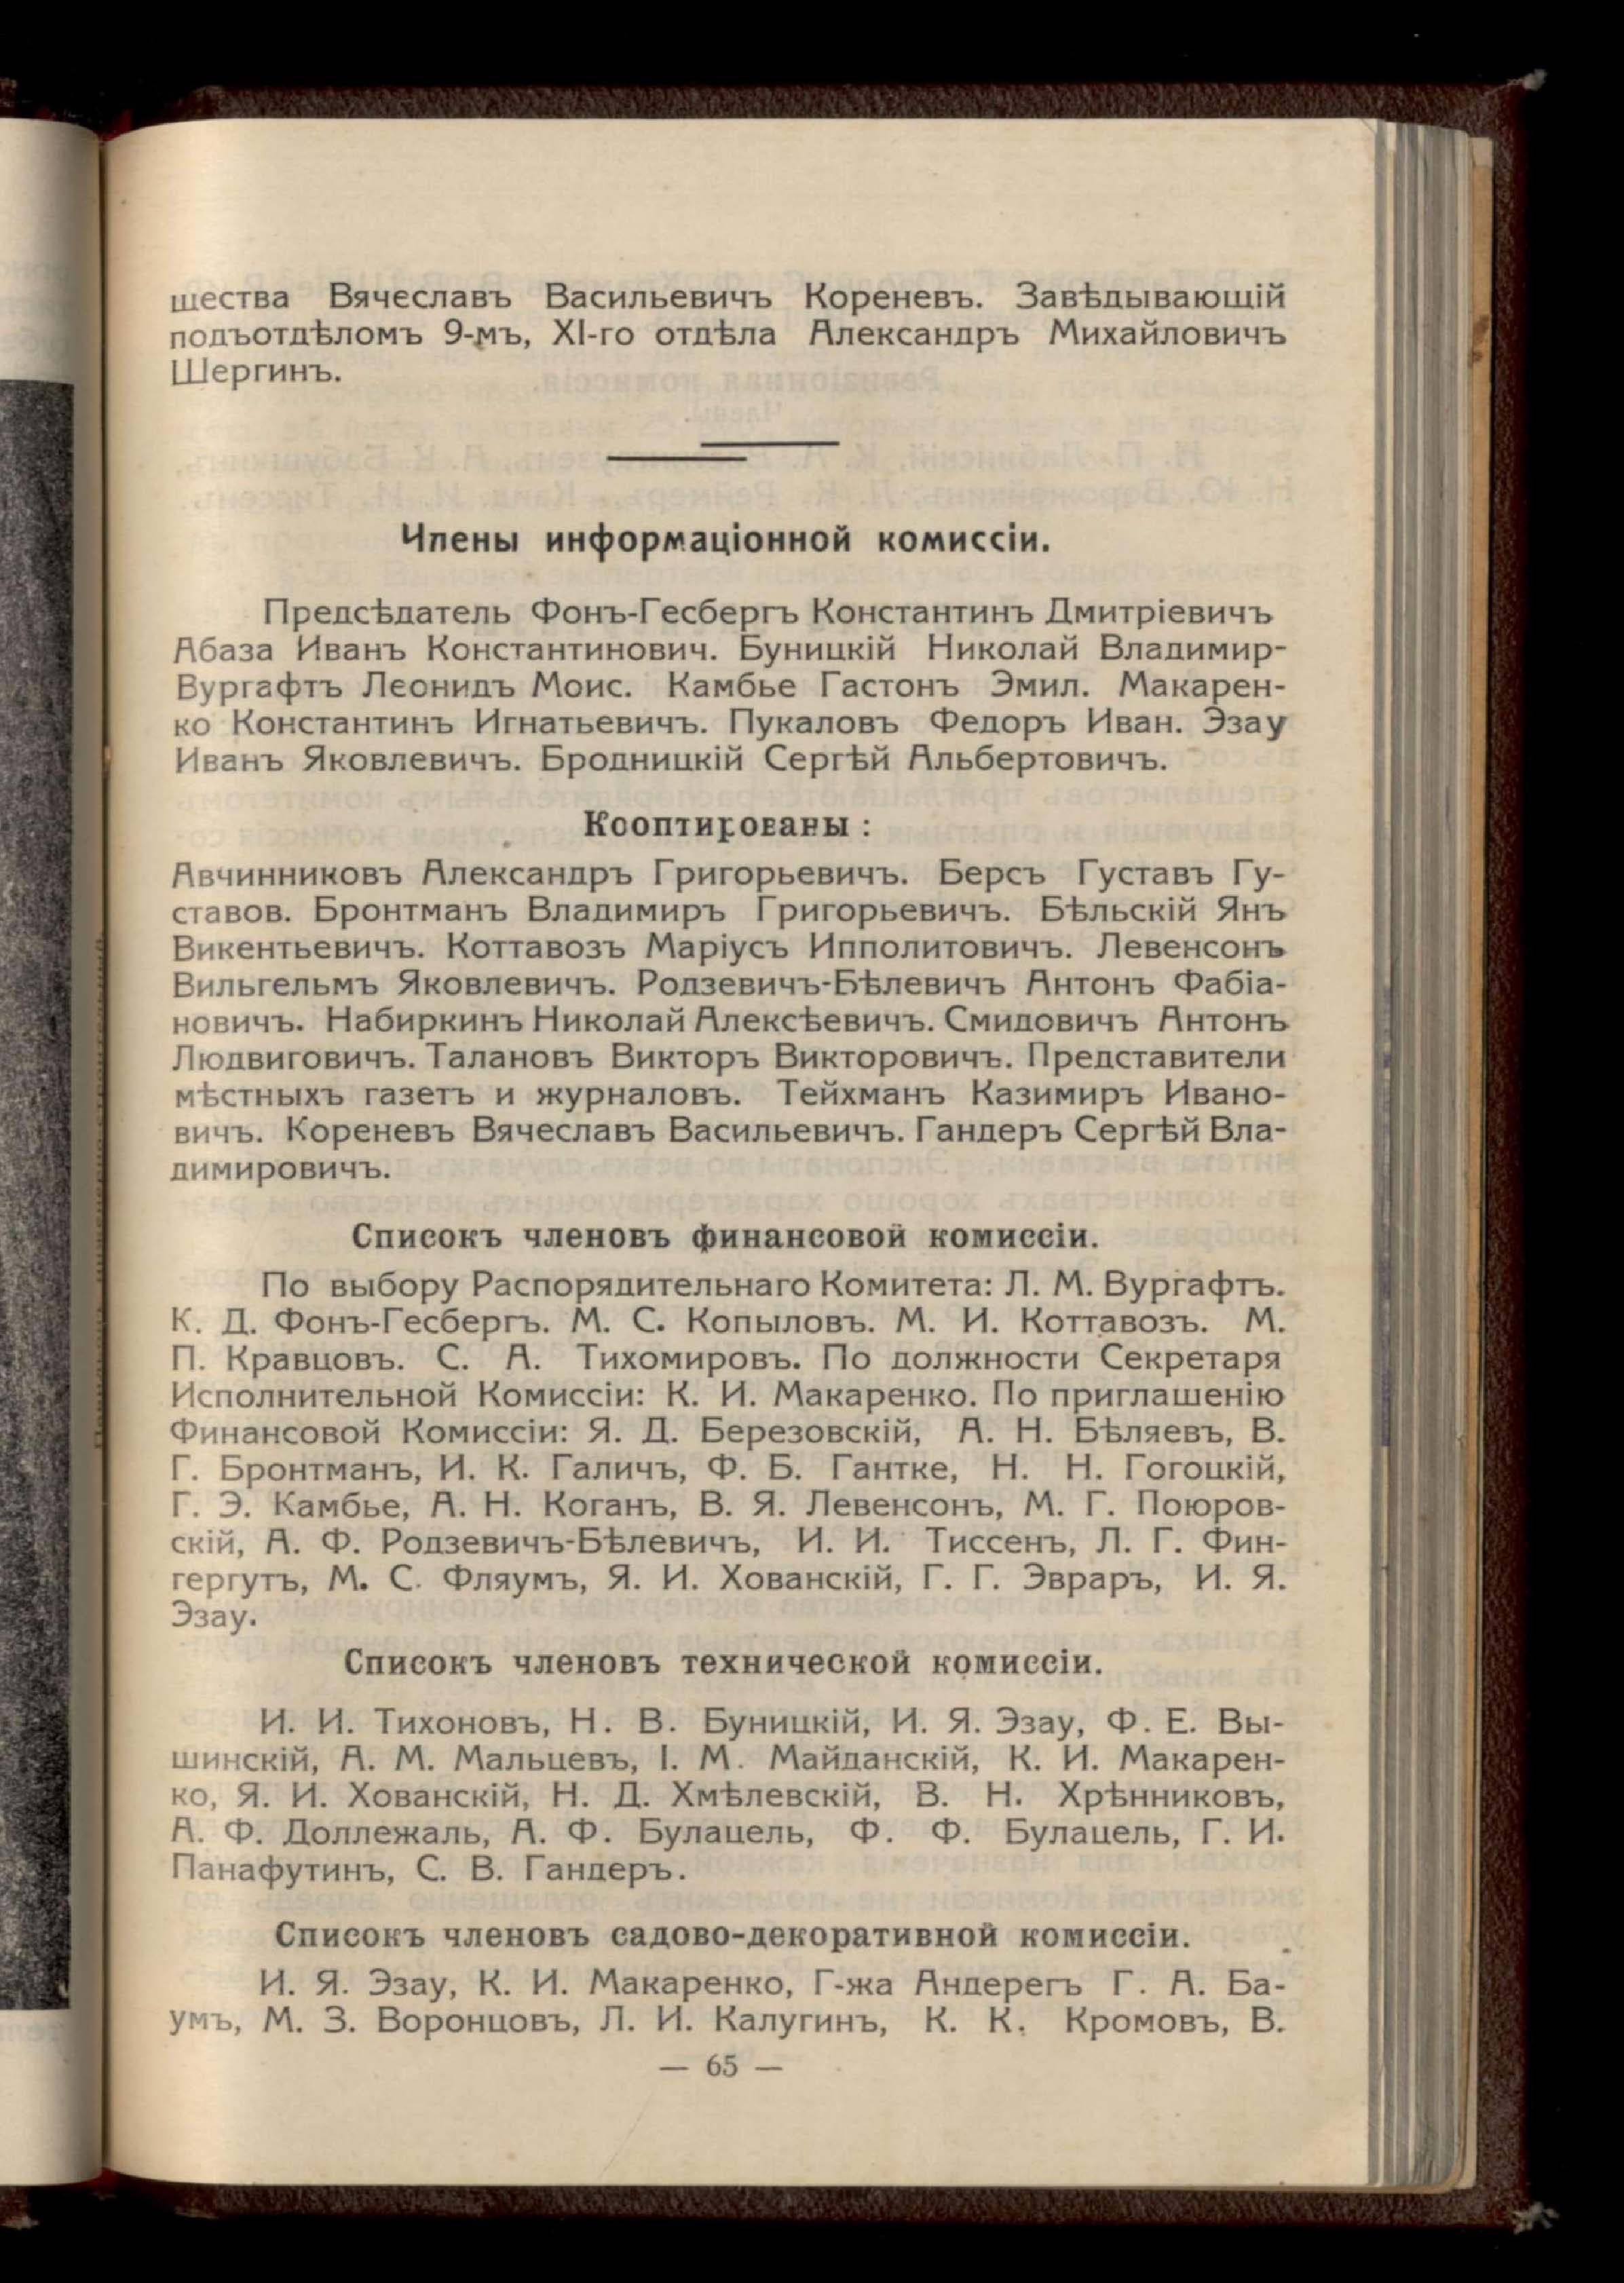 щества Вячеславъ Васильевичъ Кореневъ. Завѣдывающій
подъотдѣломъ 9-мъ, XI-го отдѣла Александръ Михайловичъ
Шергинъ.
Члены информаціонной комиссіи.
Предсѣдатель Фонъ-Гесбергъ Константинъ Дмитріевичъ
Абаза Иванъ Константинович. Буницкій Николай Владимир-
Вургафтъ Леонидъ Моис. Камбье Гастонъ Эмил. Макарен-
ко Константинъ Игнатьевичъ. Пукаловъ Федоръ Иван. Эзау
Иванъ Яковлевичъ. Бродницкій Сергѣй Альбертовичъ.
Кооптированы :
Авчинниковъ Александръ Григорьевичъ. Берсъ Густавъ Гу-
ставов. Бронтманъ Владимиръ Григорьевичъ. Бѣльскій Янъ
Викентьевичъ. Коттавозъ Маріусъ Ипполитовичъ. Левенсонъ
Вильгельмъ Яковлевичъ. Родзевичъ-Бѣлевичъ Антонъ Фабіа-
новичъ. Набиркинъ Николай Алексѣевичъ. Смидовичъ Антонъ
Людвиговичъ. Талановъ Викторъ Викторовичъ. Представители
мѣстныхъ газетъ и журналовъ. Тейхманъ Казимиръ Ивано-
вичъ. Кореневъ Вячеславъ Васильевичъ. Гандеръ Сергѣй Вла-
димировичъ.
Списокъ членовъ финансовой комиссіи.
По выбору Распорядительнаго Комитета: Л. М. Вургафтъ.
К. Д. Фонъ-Гесбергъ. М. С. Копыловъ. М. И. Коттавозъ. М.
П. Кравцовъ. С. А. Тихомировъ. По должности Секретаря
Исполнительной Комиссіи: К. И. Макаренко. По приглашенію
Финансовой Комиссіи: Я. Д. Березовскій, А. Н. Бѣляевъ, В.
Г. Бронтманъ, И. К. Галичъ, Ф. Б. Гантке, Н. Н. Гогоцкій,
Г. Э. Камбье, А. Н. Коганъ, В. Я. Левенсонъ, М. Г. Поюров-
скій, А. Ф. Родзевичъ-Бѣлевичъ, И. И. Тиссенъ, Л. Г. Фин-
гергутъ, М. С. Фляумъ, Я. И. Хованскій, Г. Г. Эвраръ, И. Я.
Эзау.
Списокъ членовъ технической комиссіи.
И. И. Тихоновъ, Н. В. Буницкій, И. Я. Эзау, Ф. Е. Вы-
шинскій, А. М. Мальцевъ, І. М. Майданскій, К. И. Макарен-
ко, Я. И. Хованскій, Н. Д. Хмѣлевскій, В. Н. Хрѣнниковъ,
А. Ф. Доллежаль, А. Ф. Булацель, Ф. Ф. Булацель, Г. И.
Панафутинъ, С. В. Гандеръ.
Списокъ членовъ садово-декоративной комиссіи.
И. Я. Эзау, К. И. Макаренко, Г-жа Андерегъ Г. А. Ба-
умъ, М. З. Воронцовъ, Л. И. Калугинъ, К. К. Кромовъ, В.
— 65 —